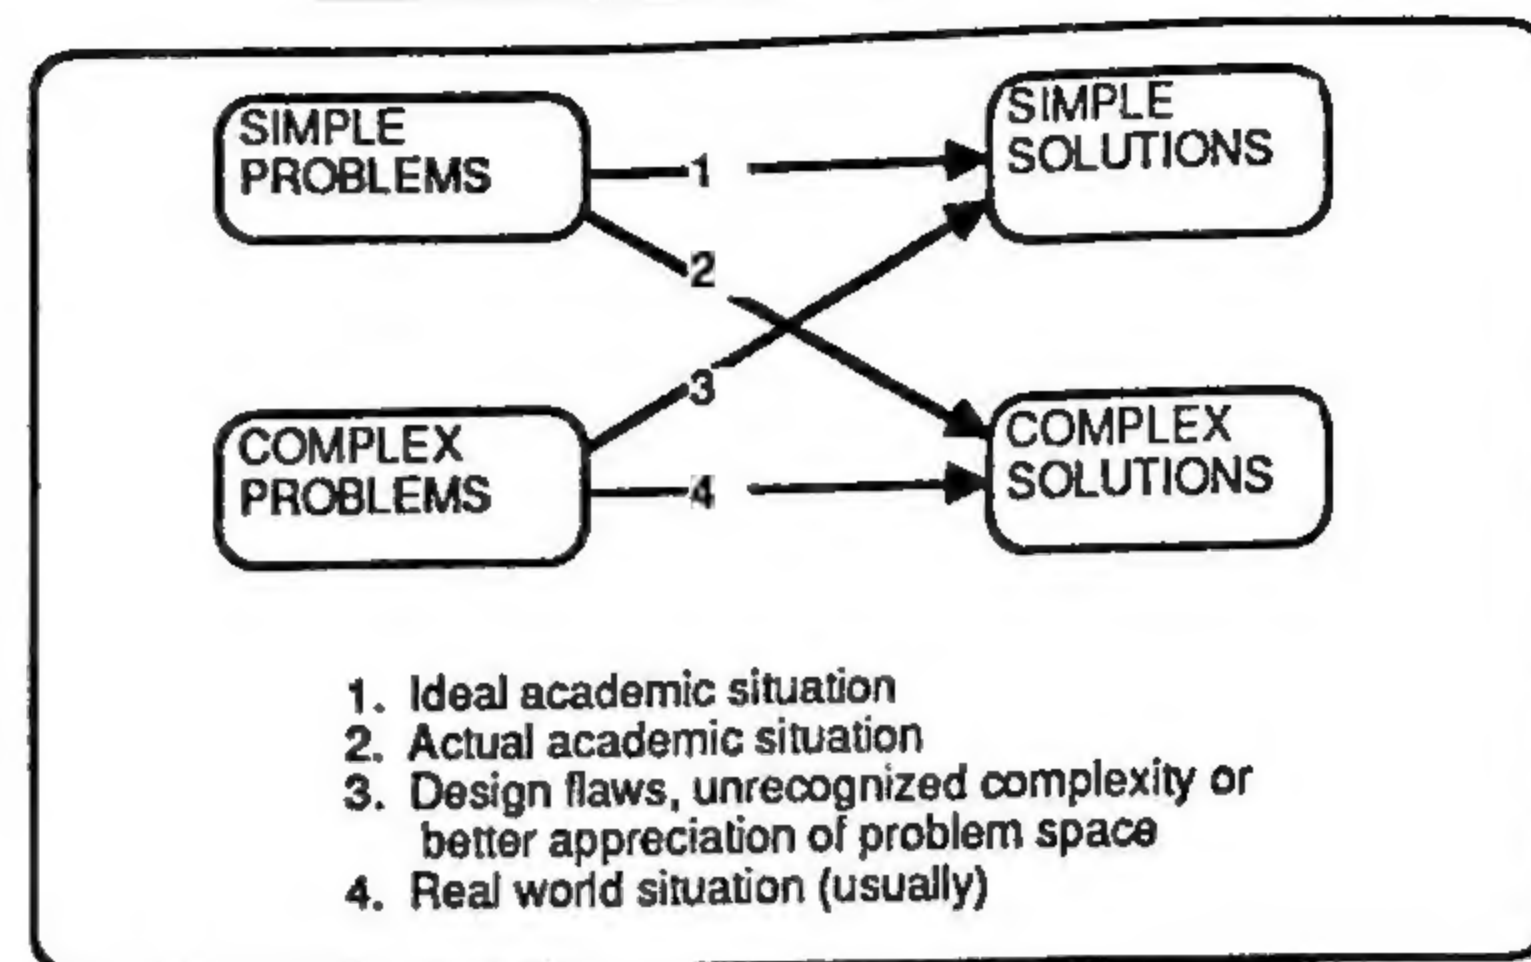 SIMPLE
PROBLEMS
SIMPLE
SOLUTIONS
1
2
3
4
COMPLEX
PROBLEMS
COMPLEX
SOLUTIONS
1. Ideal academic situation
2. Actual academic situation
3. Design flaws, unrecognized complexity or
better appreciation of problem space
4. Real world situation (usually)